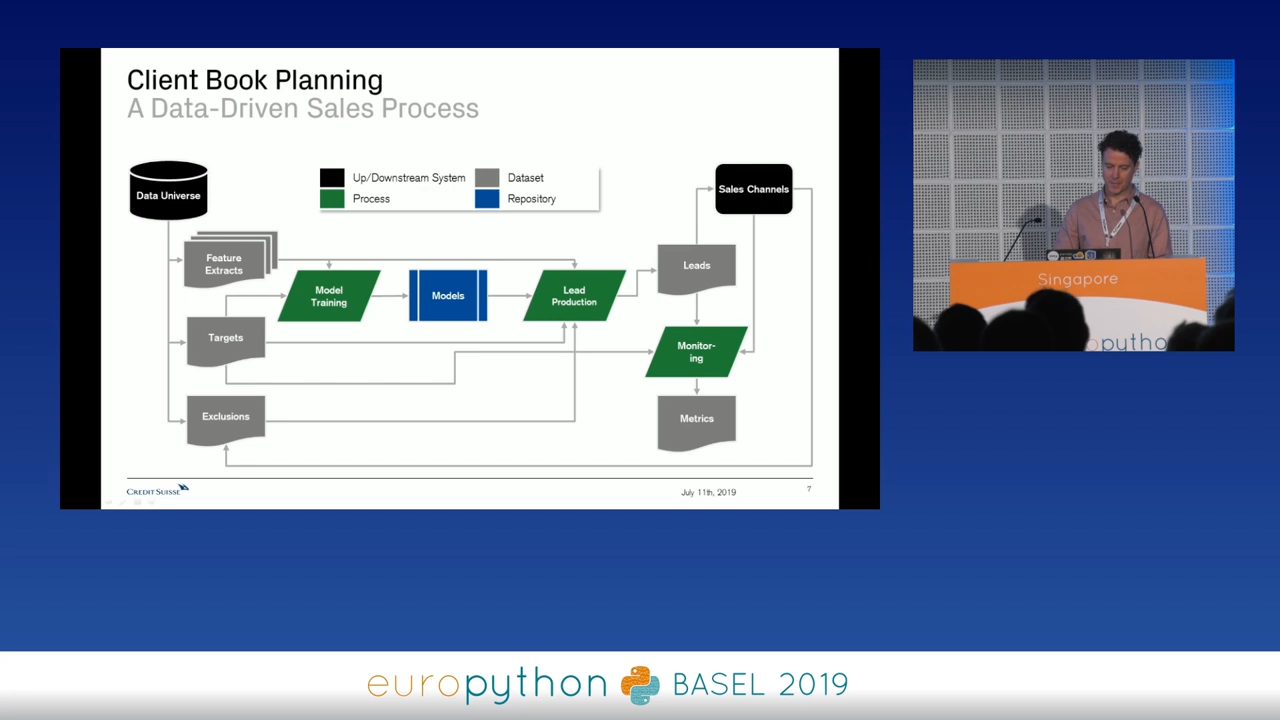 Client Book Planning
A Data-Driven Sales Process
Data Universe
Up/Downstream System
Dataset
Process
Repository
Sales Channels
Feature
Extracts
Leads
Model
Training
Models
Lead
Production
Targets
Monitor-
ing
Exclusions
Metrics
CREDIT SUISSE
July 11th, 2019
7
Singapore
europython
europython BASEL 2019